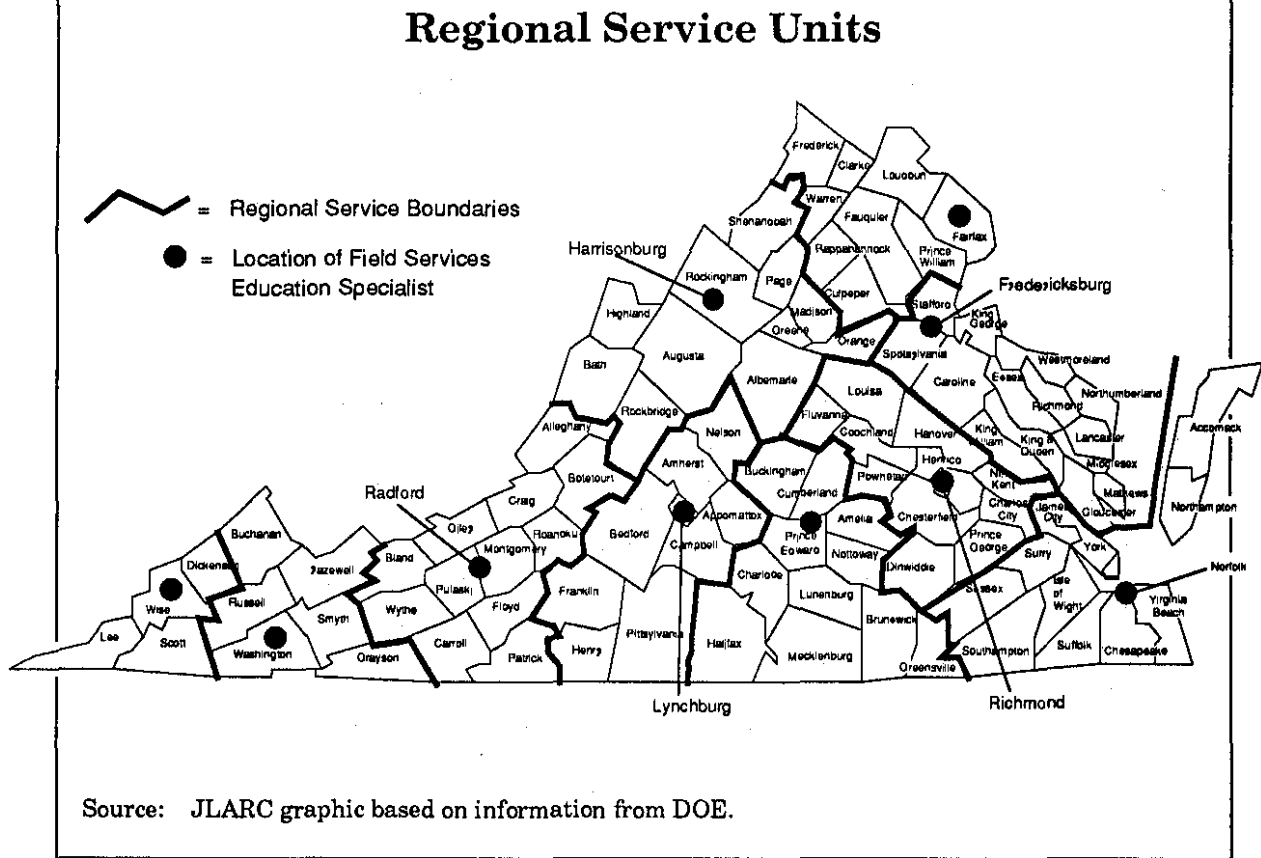 Regional Service Units
= Regional Service Boundaries
= Location of Field Services
Education Specialist
Harrisonburg
Fredericksburg
Radford
Norfolk
Lynchburg
Richmond
Frederick
Clarke
Loudoun
Warren
Shenandoah
Fauquier
Fairfax
Rappahannock
Prince
William
Rockingham
Page
Culpeper
Stafford
Madison
King
George
Highland
Greene
Orange
Spotsylvania
Augusta
Westmoreland
Bath
Albemarle
Louisa
Caroline
Essex
Northumberland
Rockbridge
Fluvanna
Richmond
Alleghany
Nelson
Goochland
Hanover
King
William
King &
Queen
Lancaster
Accomack
Amherst
Buckingham
Henrico
Middlesex
Botetourt
Powhatan
New
Kent
Cumberland
Mathews
Craig
Appomattox
Amelia
Chesterfield
Charles
City
James
City
Gloucester
Northampton
Buchanan
Giles
Roanoke
Bedford
Campbell
Prince
Edward
Prince
George
York
Bland
Montgomery
Nottoway
Surry
Dickenson
Tazewell
Pulaski
Charlotte
Dinwiddie
Wise
Russell
Franklin
Lunenburg
Sussex
Isle
of
Wight
Virginia
Beach
Smyth
Wythe
Floyd
Brunswick
Lee
Scott
Washington
Grayson
Carroll
Patrick
Henry
Pittsylvania
Halifax
Mecklenburg
Greensville
Southampton
Suffolk
Chesapeake
Source: JLARC graphic based on information from DOE.